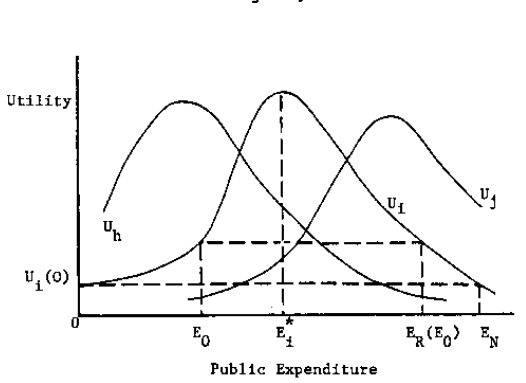 Utility
U_h
U_i
U_j
U_i(0)
0
E_0
E_i^*
E_R(E_0)
E_N
Public Expenditure